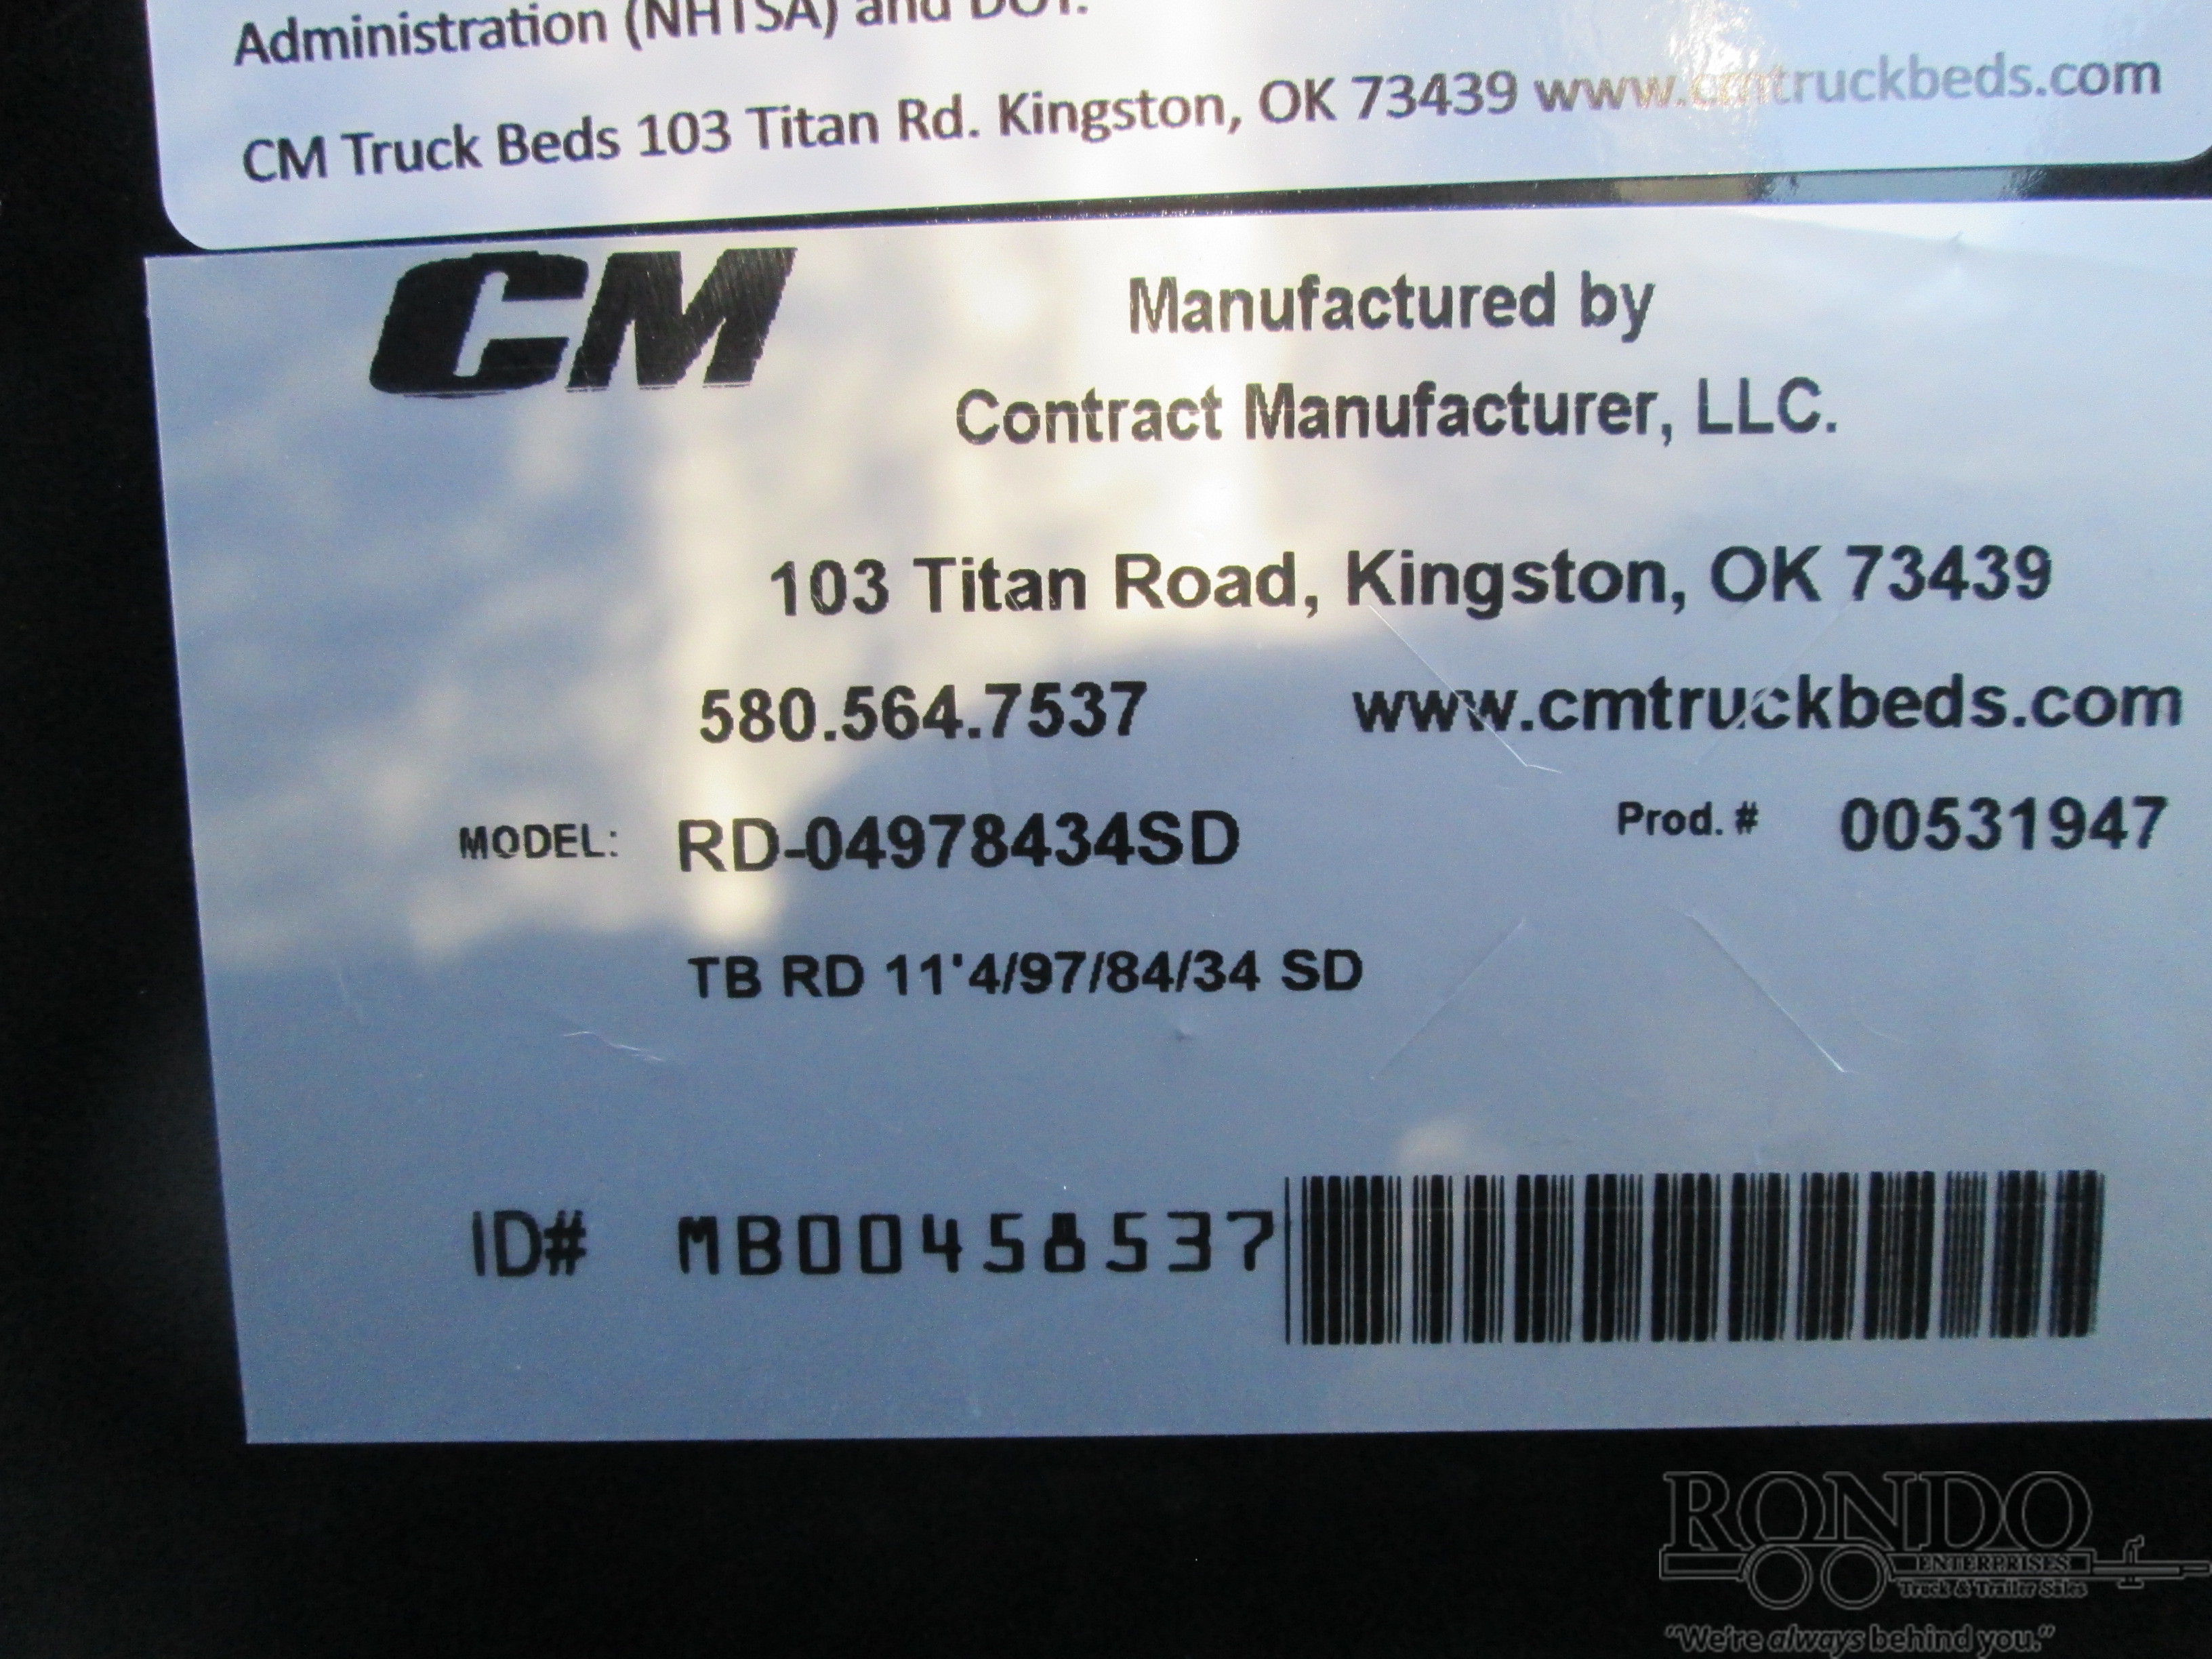 Administration (NHTSA) and DOT.
CM Truck Beds 103 Titan Rd. Kingston, OK 73439 www.cmtruckbeds.com
CM
Manufactured by
Contract Manufacturer, LLC.
103 Titan Road, Kingston, OK 73439
580.564.7537 www.cmtruckbeds.com
MODEL: RD-04978434SD Prod. # 00531947
TB RD 11'4/97/84/34 SD
ID# MB00458537
RONDO
ENTERPRISES
Truck & Trailer Sales
"We're always behind you."